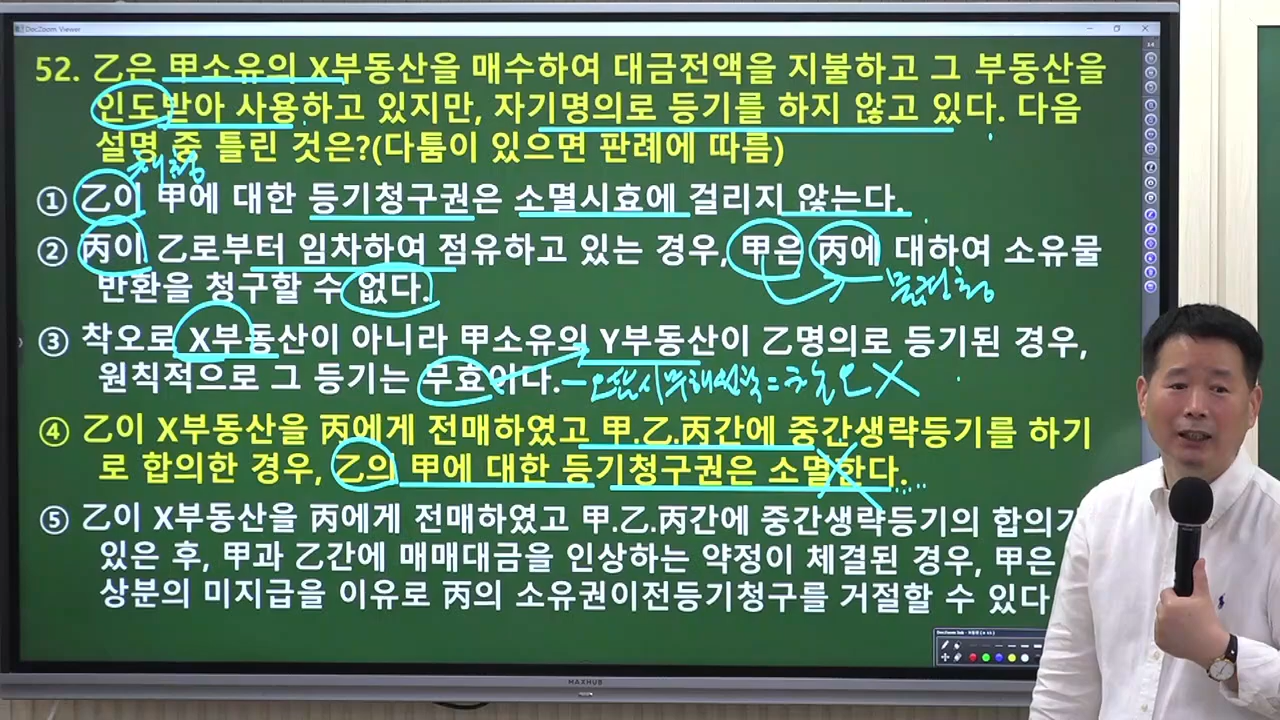 DocZoom Viewer
52. 乙은 甲소유의 X부동산을 매수하여 대금전액을 지불하고 그 부동산을
인도받아 사용하고 있지만, 자기명의로 등기를 하지 않고 있다. 다음
설명 중 틀린 것은?(다툼이 있으면 판례에 따름)
채청
① 乙이 甲에 대한 등기청구권은 소멸시효에 걸리지 않는다.
② 丙이 乙로부터 임차하여 점유하고 있는 경우, 甲은 丙에 대하여 소유물
반환을 청구할 수 없다.
물권청
③ 착오로 X부동산이 아니라 甲소유의 Y부동산이 乙명의로 등기된 경우,
원칙적으로 그 등기는 무효이다.
④ 乙이 X부동산을 丙에게 전매하였고 甲.乙.丙간에 중간생략등기를 하기
로 합의한 경우, 乙의 甲에 대한 등기청구권은 소멸한다.
⑤ 乙이 X부동산을 丙에게 전매하였고 甲.乙.丙간에 중간생략등기의 합의가
있은 후, 甲과 乙간에 매매대금을 인상하는 약정이 체결된 경우, 甲은
상분의 미지급을 이유로 丙의 소유권이전등기청구를 거절할 수 있다
MAXHUB